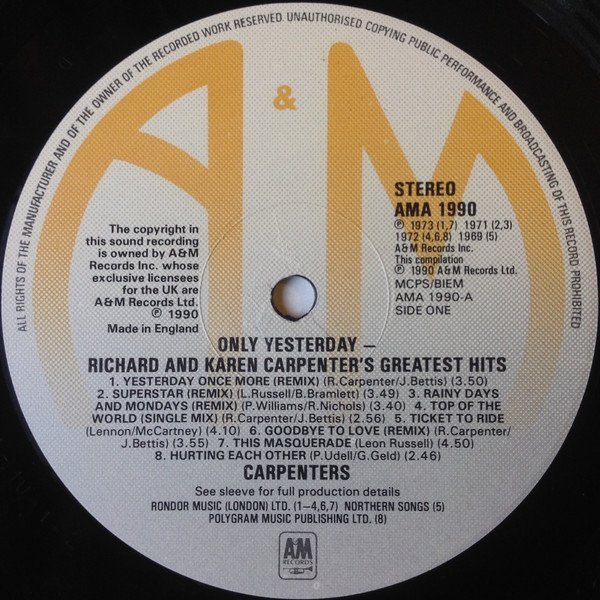 ALL RIGHTS OF THE MANUFACTURER AND OF THE OWNER OF THE RECORDED WORK RESERVED. UNAUTHORISED COPYING PUBLIC PERFORMANCE AND BROADCASTING OF THIS RECORD PROHIBITED
A & M
The copyright in
this sound recording
is owned by A&M
Records Inc. whose
exclusive licensees
for the UK are
A&M Records Ltd.
℗ 1990
Made in England
STEREO
AMA 1990
℗ 1973 (1,7) 1971 (2,3)
1972 (4,6,8) 1969 (5)
A&M Records Inc.
This compilation
℗ 1990 A&M Records Ltd.
MCPS/BIEM
AMA 1990-A
SIDE ONE
ONLY YESTERDAY –
RICHARD AND KAREN CARPENTER'S GREATEST HITS
1. YESTERDAY ONCE MORE (REMIX) (R.Carpenter/J.Bettis) (3.50)
2. SUPERSTAR (REMIX) (L.Russell/B.Bramlett) (3.49) 3. RAINY DAYS
AND MONDAYS (REMIX) (P.Williams/R.Nichols) (3.40) 4. TOP OF THE
WORLD (SINGLE MIX) (R.Carpenter/J.Bettis) (2.56) 5. TICKET TO RIDE
(Lennon/McCartney) (4.10) 6. GOODBYE TO LOVE (REMIX) (R.Carpenter/
J.Bettis) (3.55) 7. THIS MASQUERADE (Leon Russell) (4.50)
8. HURTING EACH OTHER (P.Udell/G.Geld) (2.46)
CARPENTERS
See sleeve for full production details
RONDOR MUSIC (LONDON) LTD. (1–4,6,7) NORTHERN SONGS (5)
POLYGRAM MUSIC PUBLISHING LTD. (8)
AM
RECORDS